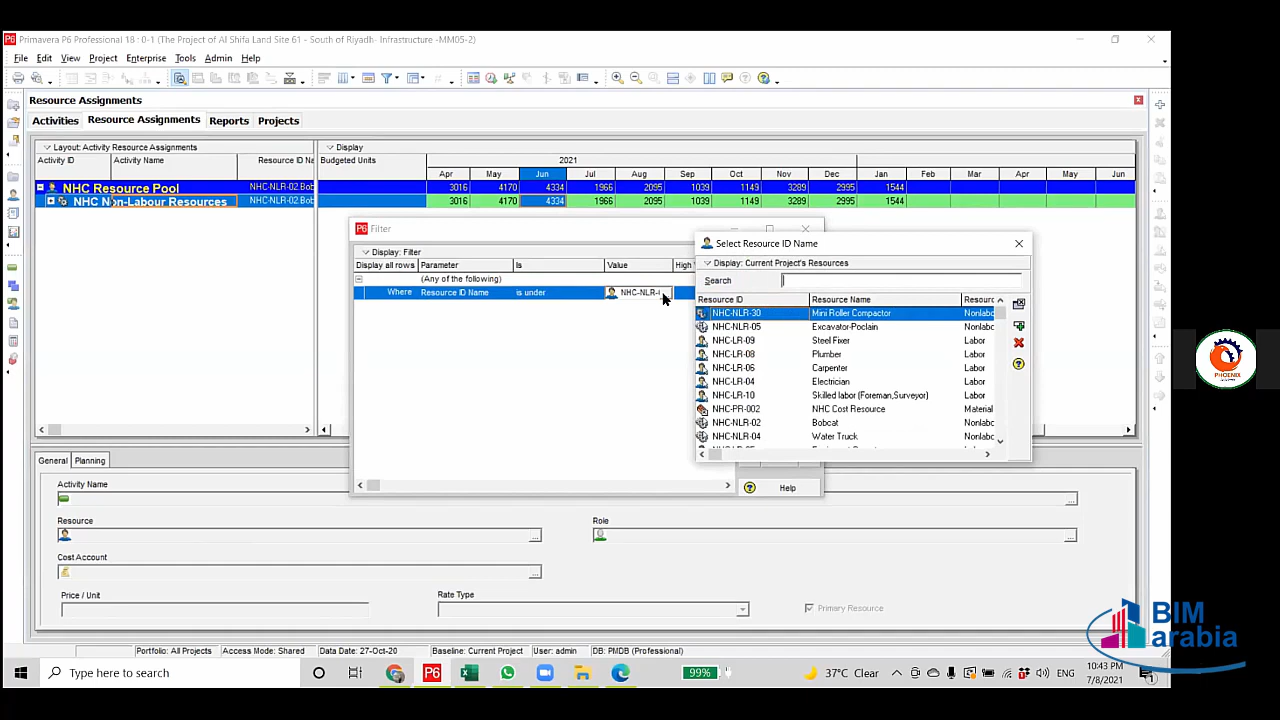 Primavera P6 Professional 18 : 0-1 (The Project of Al Shifa Land Site 61 - South of Riyadh- Infrastructure -MM05-2)
File Edit View Project Enterprise Tools Admin Help
Resource Assignments
Activities Resource Assignments Reports Projects
Layout: Activity Resource Assignments Display
Activity ID Activity Name Resource ID Na Budgeted Units 2021
Apr May Jun Jul Aug Sep Oct Nov Dec Jan Feb Mar Apr May Jun
NHC Resource Pool NHC-NLR-02.Bob 3016 4170 4334 1966 2095 1039 1149 3289 2995 1544
NHC Non-Labour Resources NHC-NLR-02.Bob 3016 4170 4334 1966 2095 1039 1149 3289 2995 1544
Filter
Display: Filter
Display all rows Parameter Is Value High
(Any of the following)
Where Resource ID Name is under NHC-NLR-
Help
Select Resource ID Name
Display: Current Project's Resources
Search
Resource ID Resource Name Resourc
NHC-NLR-30 Mini Roller Compactor Nonlabc
NHC-NLR-05 Excavator-Poclain Nonlabc
NHC-LR-09 Steel Fixer Labor
NHC-LR-08 Plumber Labor
NHC-LR-06 Carpenter Labor
NHC-LR-04 Electrician Labor
NHC-LR-10 Skilled labor (Foreman,Surveyor) Labor
NHC-PR-002 NHC Cost Resource Material
NHC-NLR-02 Bobcat Nonlabc
NHC-NLR-04 Water Truck Nonlabc
General Planning
Activity Name
Resource Role
Cost Account
Price / Unit Rate Type Primary Resource
Portfolio: All Projects Access Mode: Shared Data Date: 27-Oct-20 Baseline: Current Project User: admin DB: PMDB (Professional)
Type here to search 99% 37°C Clear ENG 10:43 PM
7/8/2021
PHOENIX
BIM
arabia